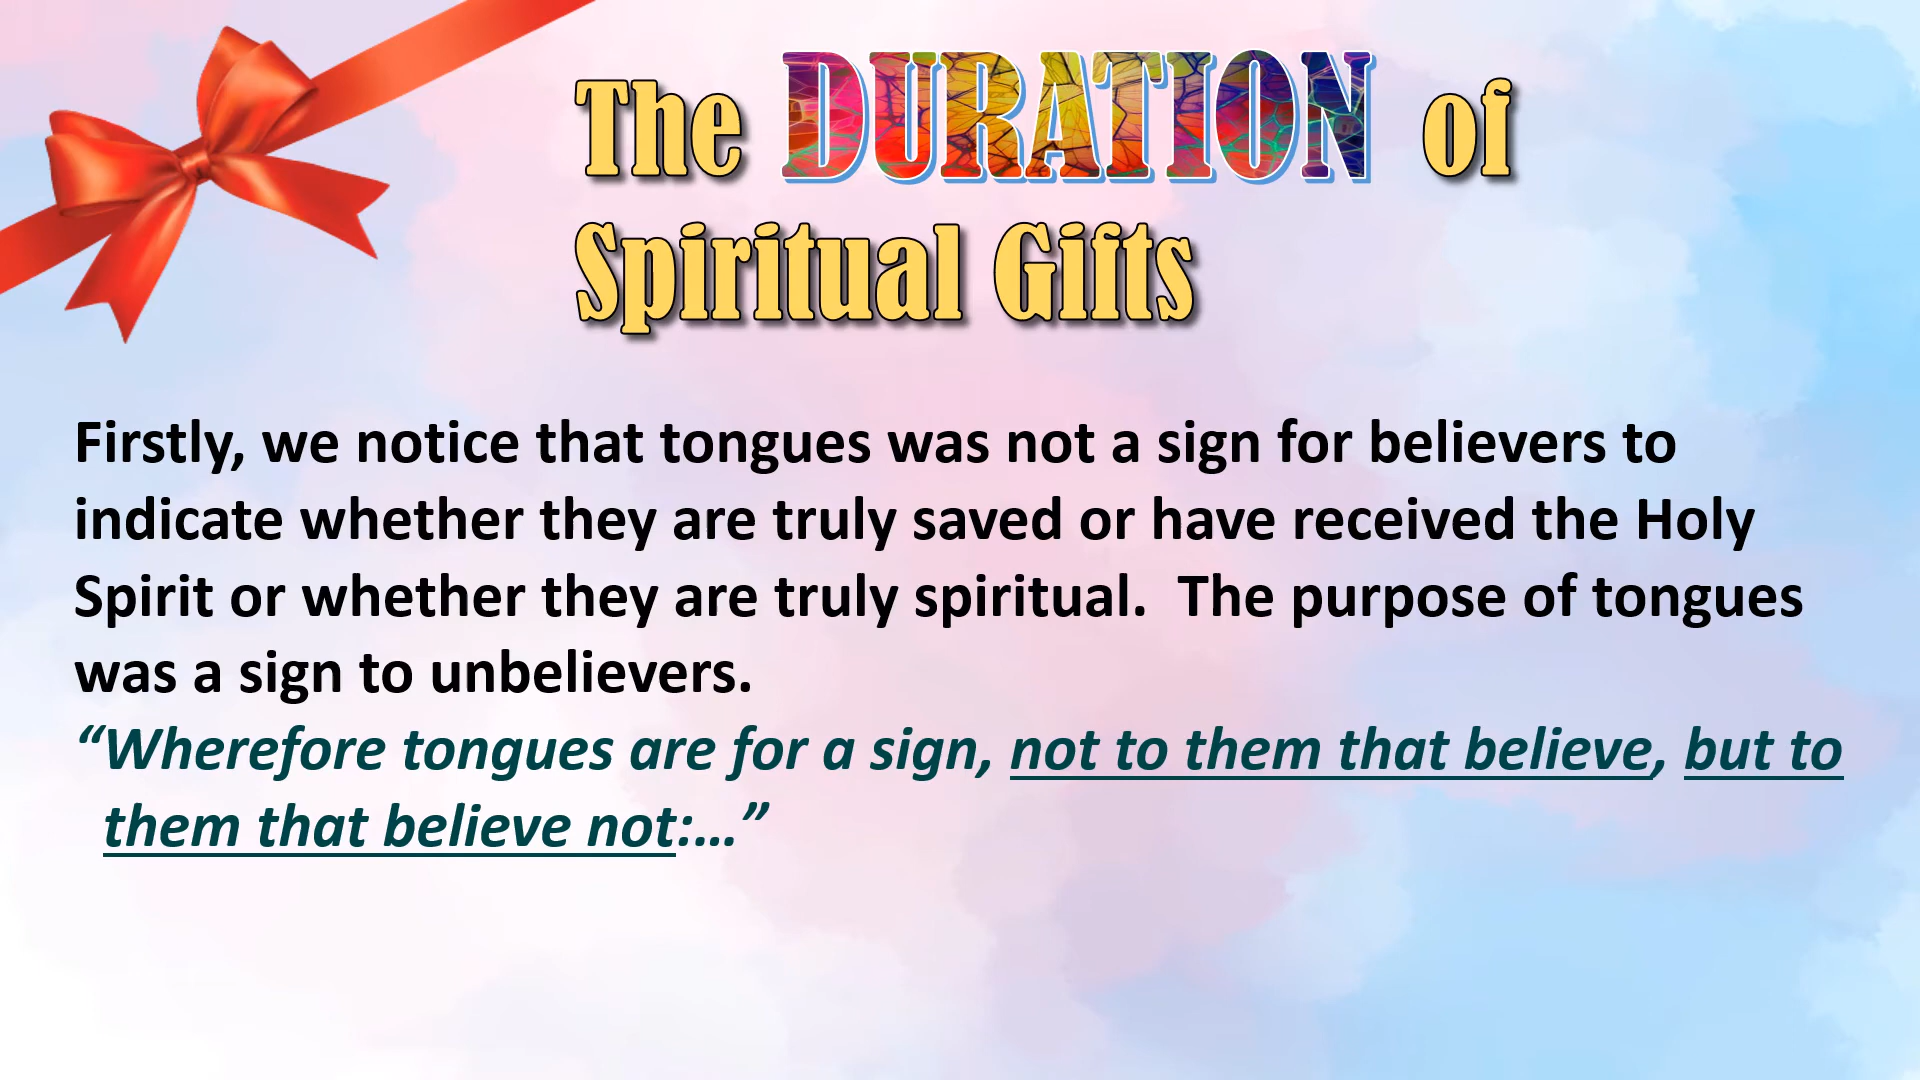 The DURATION of
Spiritual Gifts
Firstly, we notice that tongues was not a sign for believers to
indicate whether they are truly saved or have received the Holy
Spirit or whether they are truly spiritual.  The purpose of tongues
was a sign to unbelievers.
“Wherefore tongues are for a sign, not to them that believe, but to
them that believe not:…”